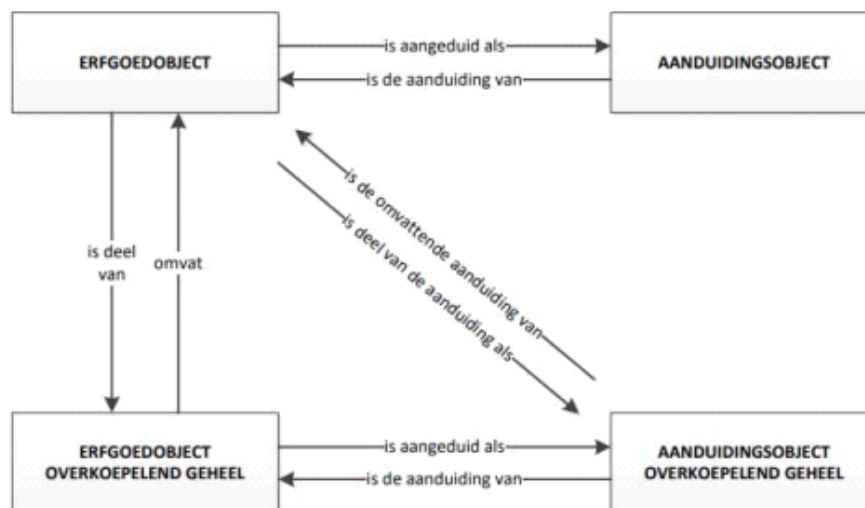 ERFGOEDOBJECT
is aangeduid als
is de aanduiding van
AANDUIDINGSOBJECT
is deel
van
omvat
is de omvattende aanduiding van
is deel van de aanduiding als
ERFGOEDOBJECT
OVERKOEPELEND GEHEEL
is aangeduid als
is de aanduiding van
AANDUIDINGSOBJECT
OVERKOEPELEND GEHEEL